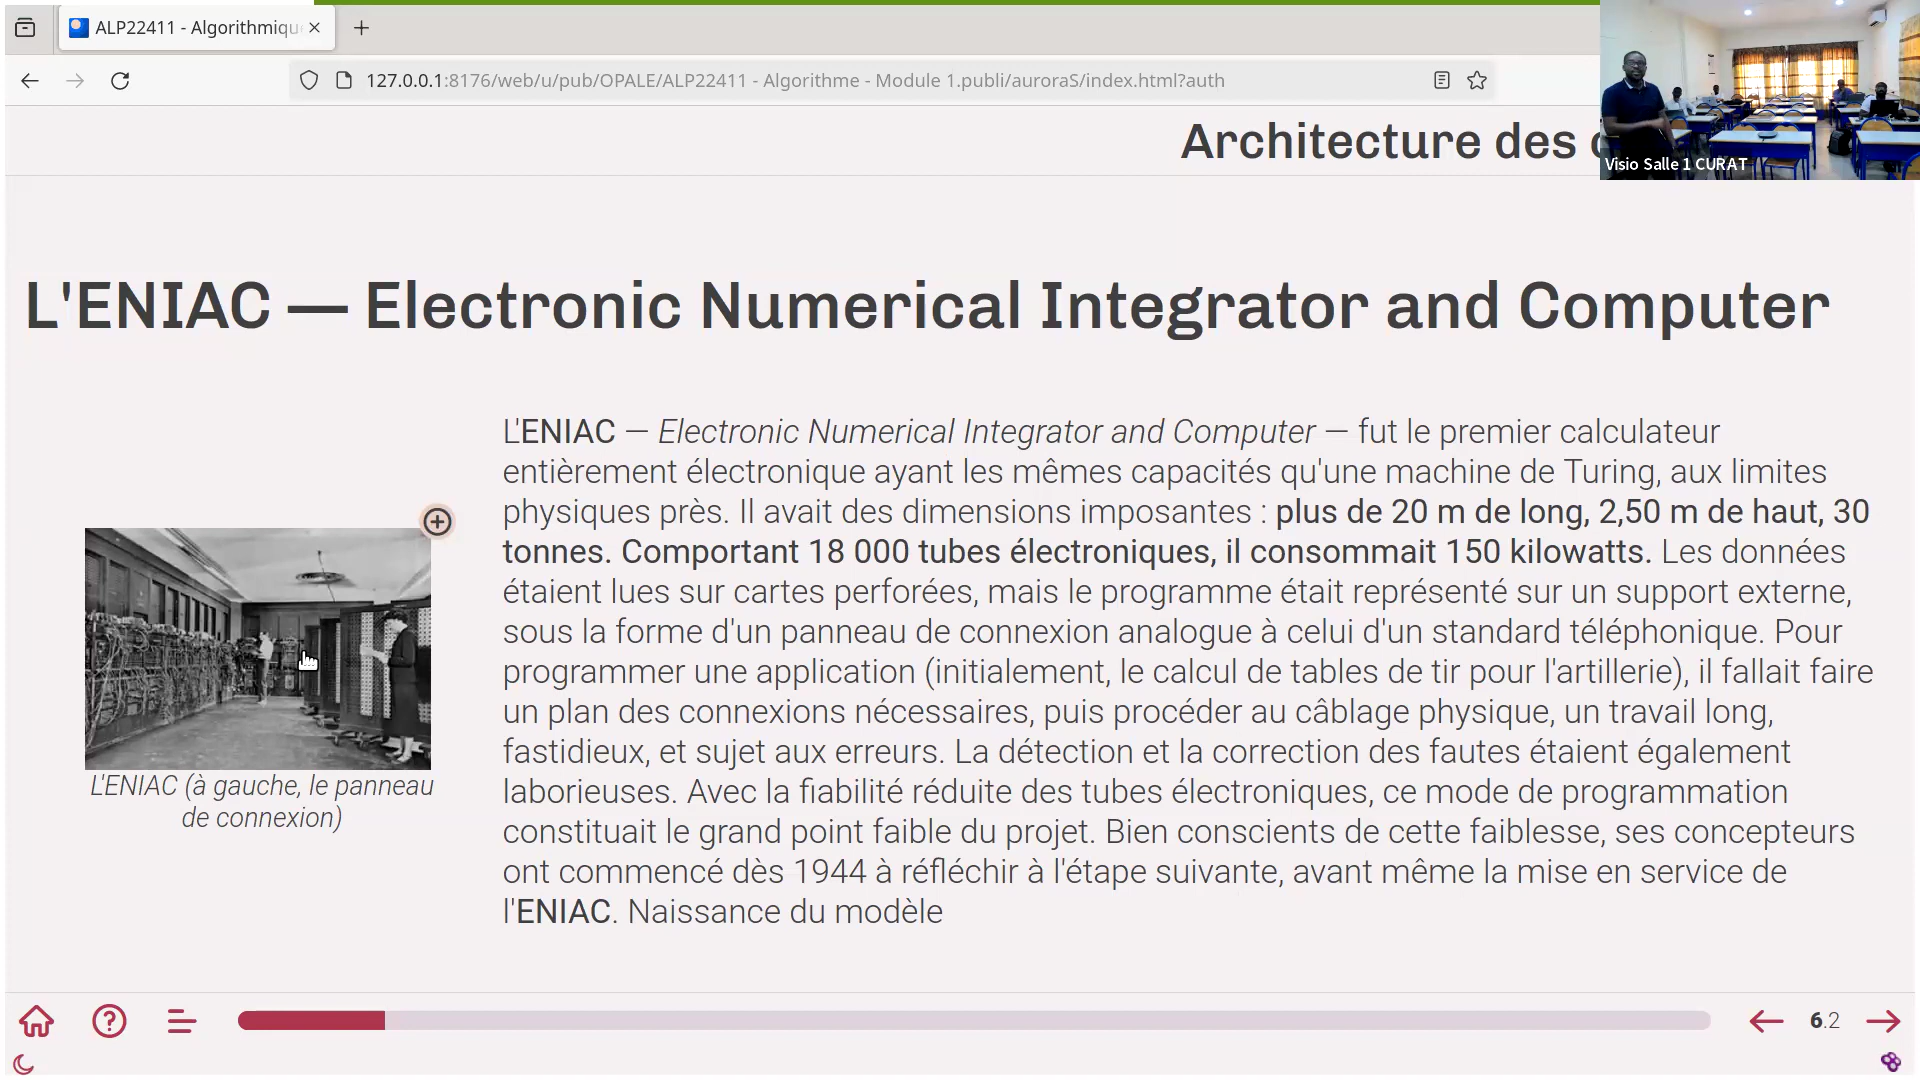 ALP22411 - Algorithmiqu
127.0.0.1:8176/web/u/pub/OPALE/ALP22411 - Algorithme - Module 1.publi/auroraS/index.html?auth
Visio Salle 1 CURAT
Architecture des
L'ENIAC — Electronic Numerical Integrator and Computer
L'ENIAC — Electronic Numerical Integrator and Computer — fut le premier calculateur
entièrement électronique ayant les mêmes capacités qu'une machine de Turing, aux limites
physiques près. Il avait des dimensions imposantes : plus de 20 m de long, 2,50 m de haut, 30
tonnes. Comportant 18 000 tubes électroniques, il consommait 150 kilowatts. Les données
étaient lues sur cartes perforées, mais le programme était représenté sur un support externe,
sous la forme d'un panneau de connexion analogue à celui d'un standard téléphonique. Pour
programmer une application (initialement, le calcul de tables de tir pour l'artillerie), il fallait faire
un plan des connexions nécessaires, puis procéder au câblage physique, un travail long,
fastidieux, et sujet aux erreurs. La détection et la correction des fautes étaient également
laborieuses. Avec la fiabilité réduite des tubes électroniques, ce mode de programmation
constituait le grand point faible du projet. Bien conscients de cette faiblesse, ses concepteurs
ont commencé dès 1944 à réfléchir à l'étape suivante, avant même la mise en service de
l'ENIAC. Naissance du modèle
L'ENIAC (à gauche, le panneau
de connexion)
6.2